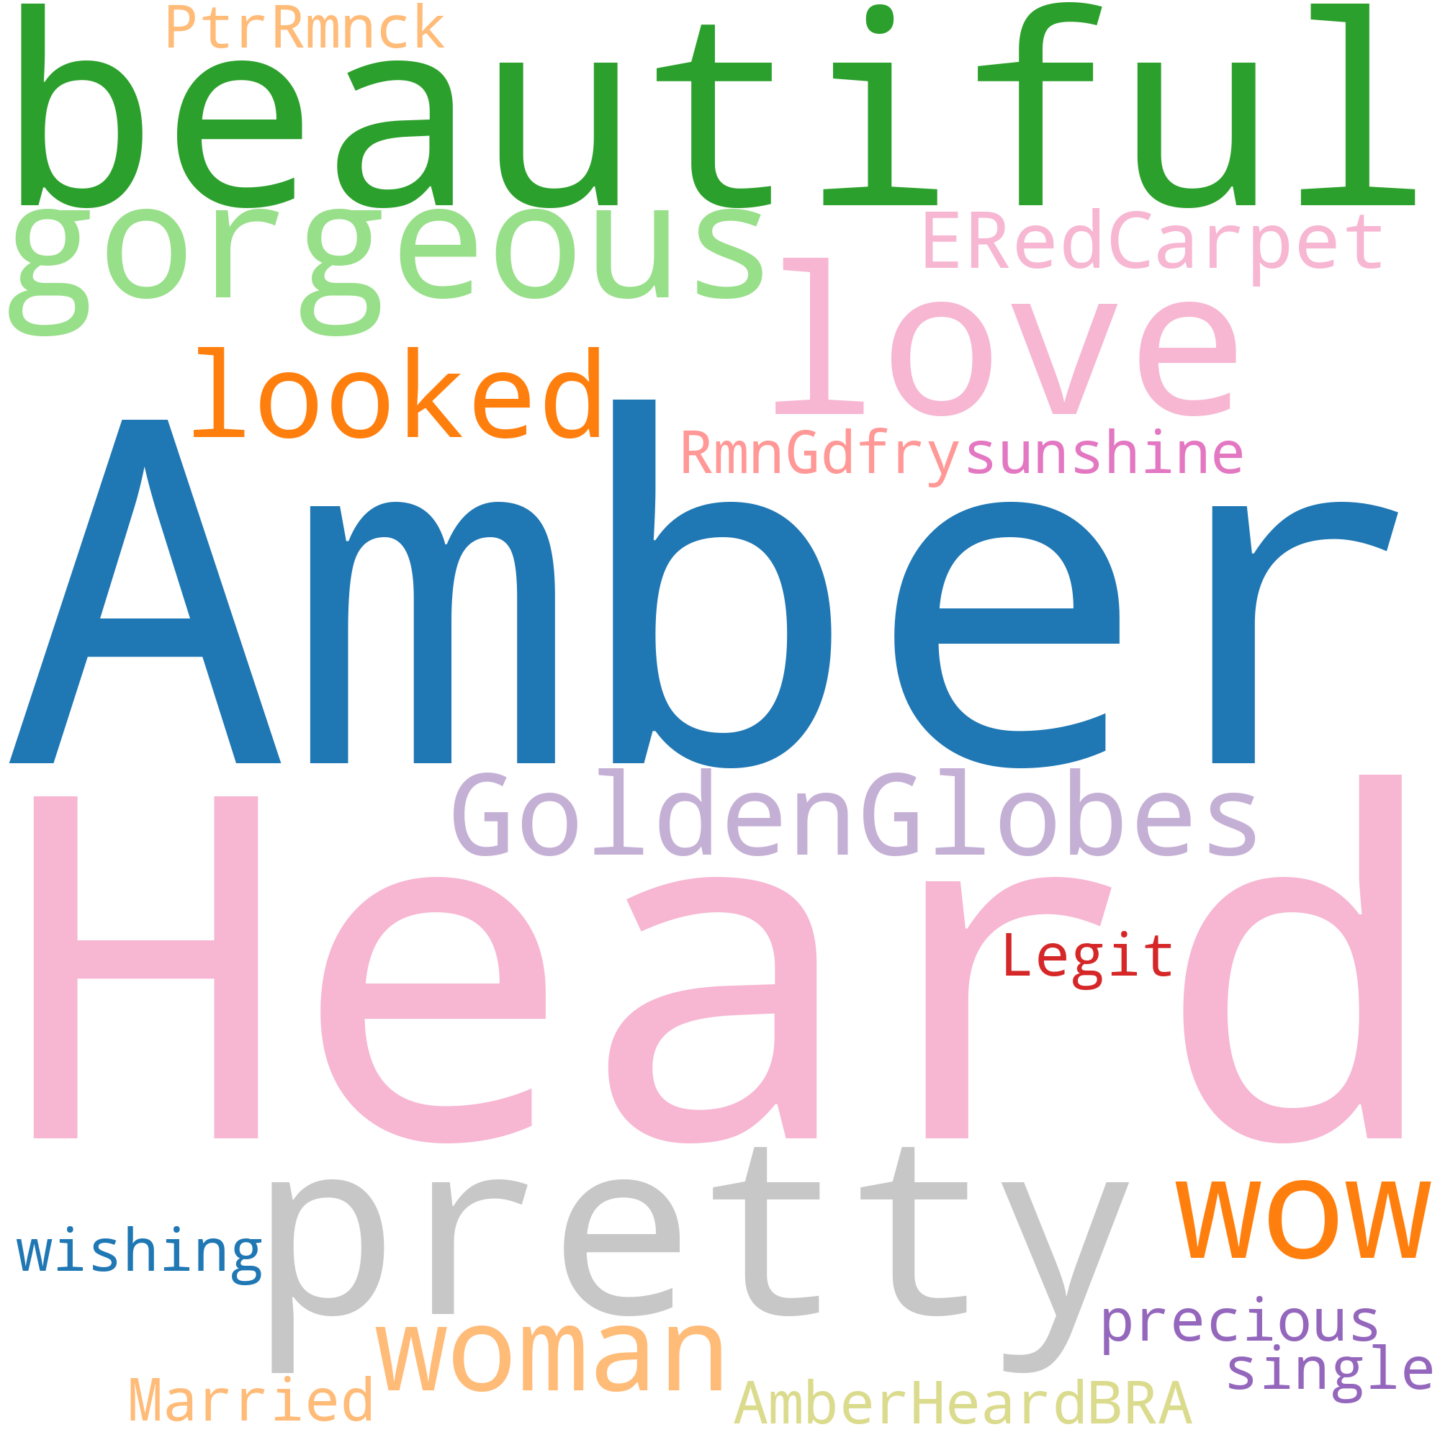 PtrRmnck
beautiful
gorgeous
ERedCarpet
love
looked
RmnGdfry
sunshine
Amber
GoldenGlobes
Heard
Legit
pretty
wow
wishing
precious
woman
single
Married
AmberHeardBRA